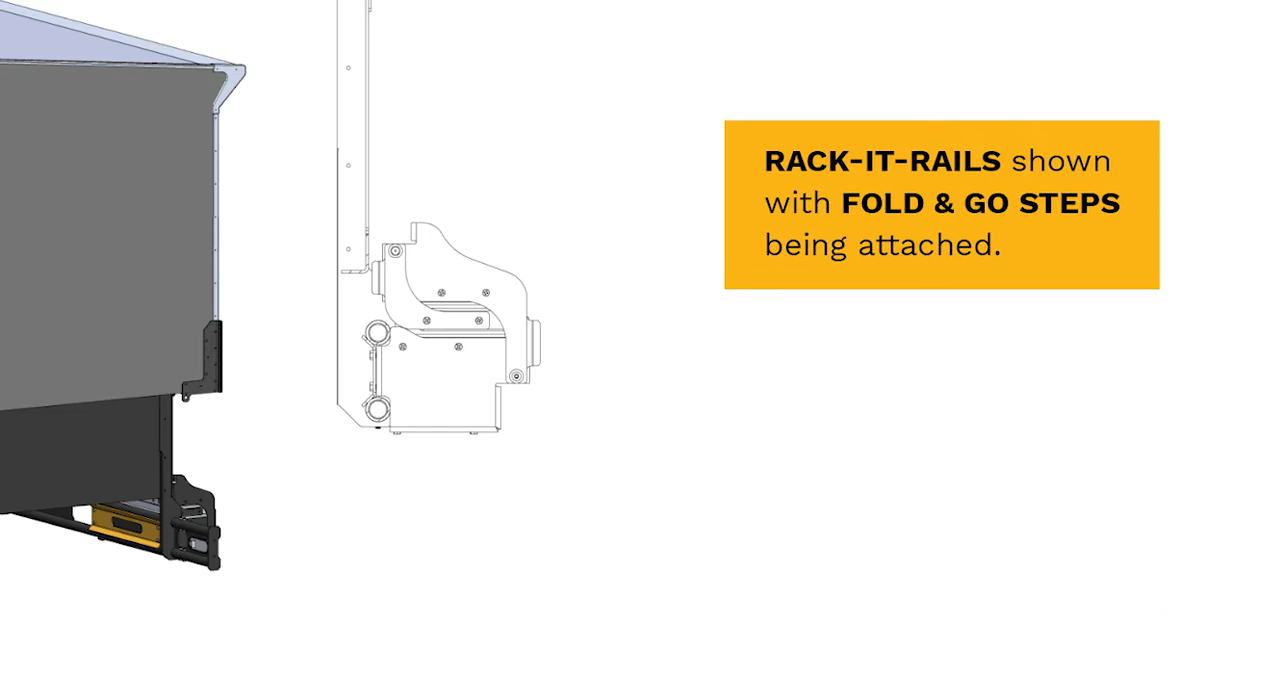 RACK-IT-RAILS shown
with FOLD & GO STEPS
being attached.